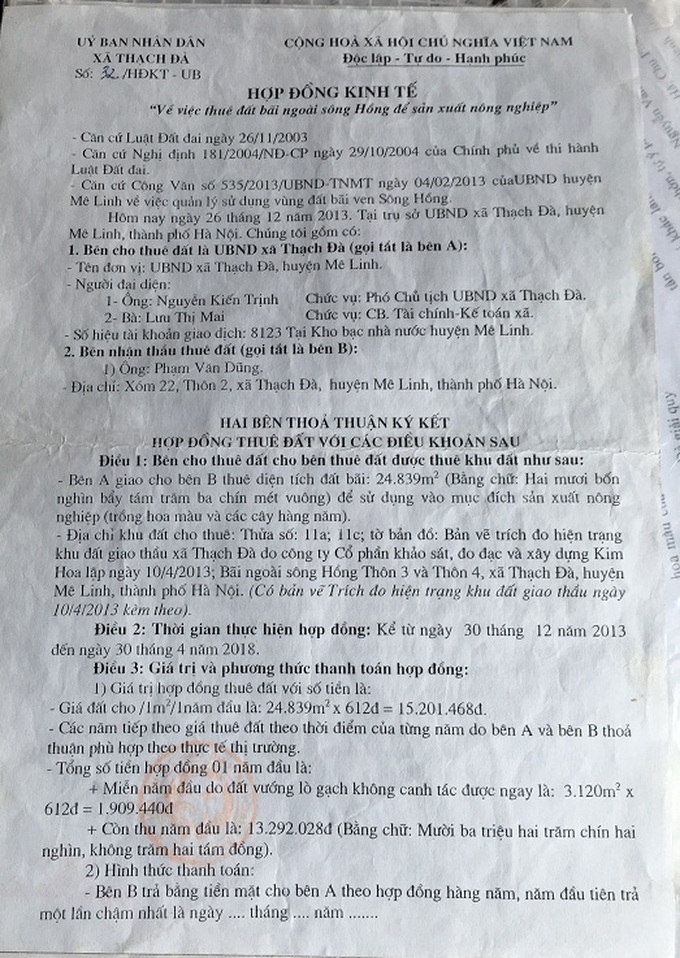 UỶ BAN NHÂN DÂN
XÃ THẠCH ĐÀ
Số: 32/HĐKT - UB
CỘNG HOÀ XÃ HỘI CHỦ NGHĨA VIỆT NAM
Độc lập - Tự do - Hạnh phúc
HỢP ĐỒNG KINH TẾ
“Về việc thuê đất bãi ngoài sông Hồng để sản xuất nông nghiệp”
- Căn cứ Luật Đất đai ngày 26/11/2003
- Căn cứ Nghị định 181/2004/NĐ-CP ngày 29/10/2004 của Chính phủ về thi hành
Luật Đất đai.
- Căn cứ Công Văn số 535/2013/UBND-TNMT ngày 04/02/2013 củaUBND huyện
Mê Linh về việc quản lý sử dụng vùng đất bãi ven Sông Hồng.
Hôm nay ngày 26 tháng 12 năm 2013. Tại trụ sở UBND xã Thạch Đà, huyện
Mê Linh, thành phố Hà Nội. Chúng tôi gồm có:
1. Bên cho thuê đất là UBND xã Thạch Đà (gọi tắt là bên A):
- Tên đơn vị: UBND xã Thạch Đà, huyện Mê Linh.
- Người đại diện:
1- Ông: Nguyễn Kiến Trịnh Chức vụ: Phó Chủ tịch UBND xã Thạch Đà.
2- Bà: Lưu Thị Mai Chức vụ: CB. Tài chính-Kế toán xã.
- Số hiệu tài khoản giao dịch: 8123 Tại Kho bạc nhà nước huyện Mê Linh.
2. Bên nhận thầu thuê đất (gọi tắt là bên B):
1) Ông: Phạm Văn Dũng.
- Địa chỉ: Xóm 22, Thôn 2, xã Thạch Đà, huyện Mê Linh, thành phố Hà Nội.
HAI BÊN THOẢ THUẬN KÝ KẾT
HỢP ĐỒNG THUÊ ĐẤT VỚI CÁC ĐIỀU KHOẢN SAU
Điều 1: Bên cho thuê đất cho bên thuê đất được thuê khu đất như sau:
- Bên A giao cho bên B thuê diện tích đất bãi: 24.839m² (Bằng chữ: Hai mươi bốn
nghìn bẩy tám trăm ba chín mét vuông) để sử dụng vào mục đích sản xuất nông
nghiệp (trồng hoa màu và các cây hàng năm).
- Địa chỉ khu đất cho thuê: Thửa số: 11a; 11c; tờ bản đồ: Bản vẽ trích đo hiện trạng
khu đất giao thầu xã Thạch Đà do công ty Cổ phần khảo sát, đo đạc và xây dựng Kim
Hoa lập ngày 10/4/2013; Bãi ngoài sông Hồng Thôn 3 và Thôn 4, xã Thạch Đà, huyện
Mê Linh, thành phố Hà Nội. (Có bản vẽ Trích đo hiện trạng khu đất giao thầu ngày
10/4/2013 kèm theo).
Điều 2: Thời gian thực hiện hợp đồng: Kể từ ngày 30 tháng 12 năm 2013
đến ngày 30 tháng 4 năm 2018.
Điều 3: Giá trị và phương thức thanh toán hợp đồng:
1) Giá trị hợp đồng thuê đất với số tiền là:
- Giá đất cho /1m²/1năm đầu là: 24.839m² x 612đ = 15.201.468đ.
- Các năm tiếp theo giá thuê đất theo thời điểm của từng năm do bên A và bên B thoả
thuận phù hợp theo thực tế thị trường.
- Tổng số tiền hợp đồng 01 năm đầu là:
+ Miễn năm đầu do đất vướng lò gạch không canh tác được ngay là: 3.120m² x
612đ = 1.909.440đ
+ Còn thu năm đầu là: 13.292.028đ (Bằng chữ: Mười ba triệu hai trăm chín hai
nghìn, không trăm hai tám đồng).
2) Hình thức thanh toán:
- Bên B trả bằng tiền mặt cho bên A theo hợp đồng hàng năm, năm đầu tiên trả
một lần chậm nhất là ngày .... tháng .... năm .......